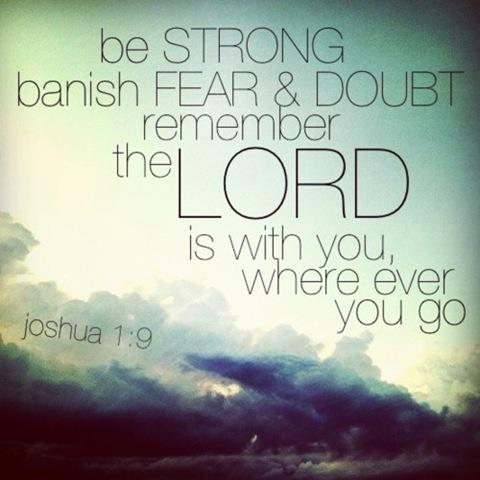 be STRONG
banish FEAR & DOUBT
remember
the LORD
is with you,
where ever
you go
joshua 1:9